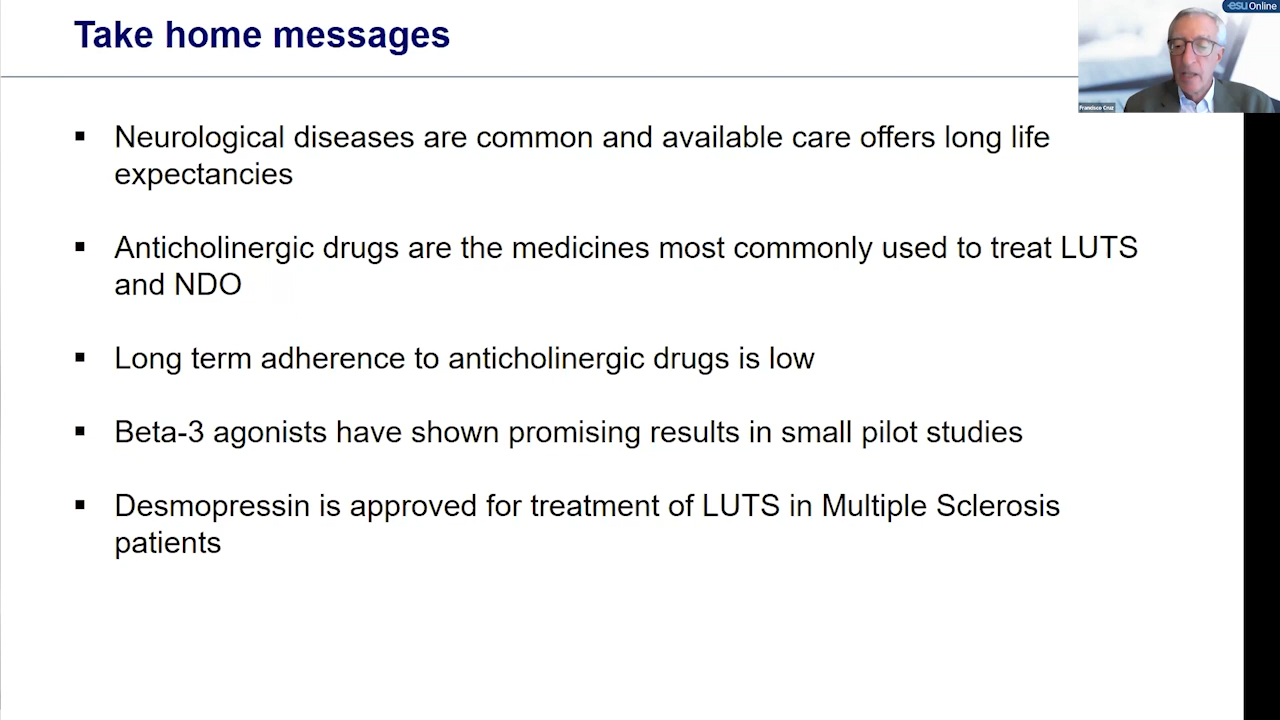 Take home messages
esu Online
Francisco Cruz
▪ Neurological diseases are common and available care offers long life
expectancies
▪ Anticholinergic drugs are the medicines most commonly used to treat LUTS
and NDO
▪ Long term adherence to anticholinergic drugs is low
▪ Beta-3 agonists have shown promising results in small pilot studies
▪ Desmopressin is approved for treatment of LUTS in Multiple Sclerosis
patients